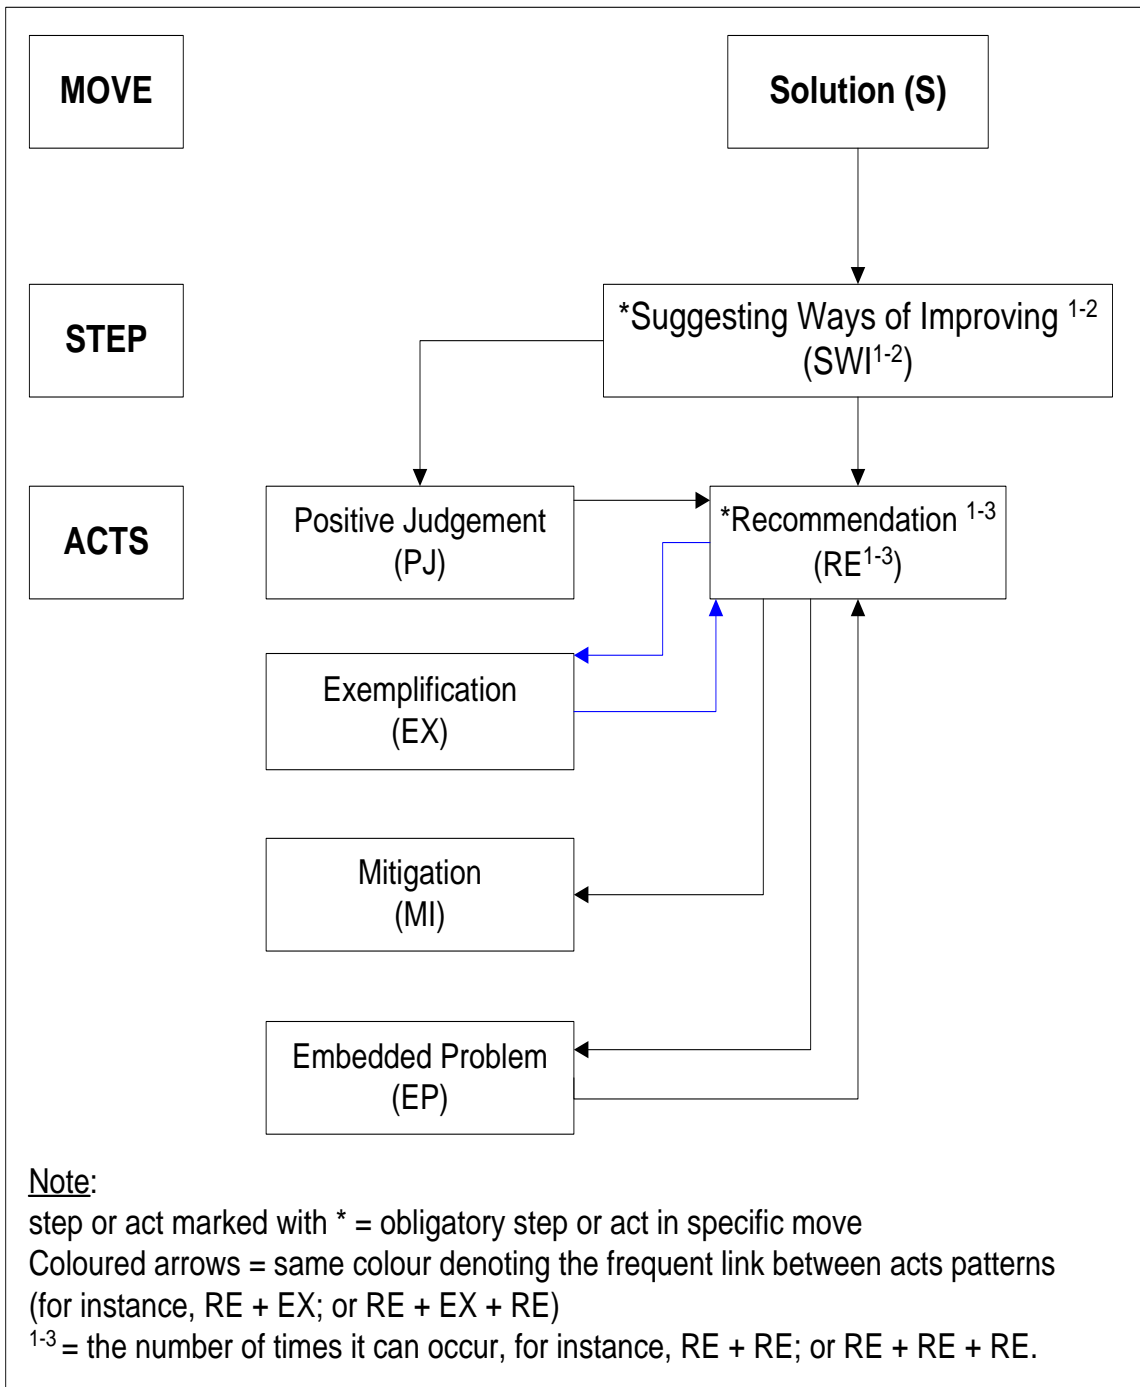 MOVE
Solution (S)
STEP
*Suggesting Ways of Improving 1-2
(SWI1-2)
ACTS
Positive Judgement
(PJ)
*Recommendation 1-3
(RE1-3)
Exemplification
(EX)
Mitigation
(MI)
Embedded Problem
(EP)
Note:
step or act marked with * = obligatory step or act in specific move
Coloured arrows = same colour denoting the frequent link between acts patterns
(for instance, RE + EX; or RE + EX + RE)
1-3 = the number of times it can occur, for instance, RE + RE; or RE + RE + RE.